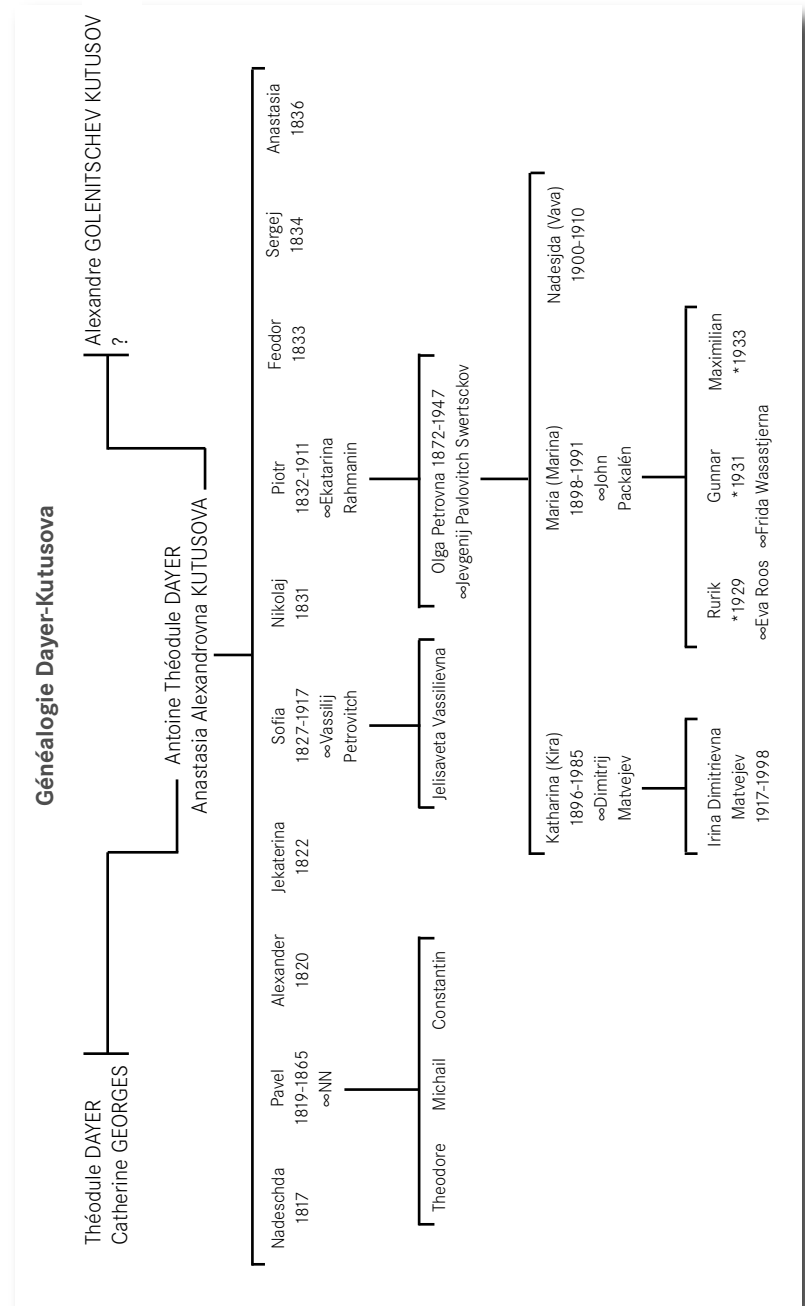 Généalogie Dayer-Kutusova
Théodule DAYER
Catherine GEORGES
Alexandre GOLENITSCHEV KUTUSOV
?
Antoine Théodule DAYER
Anastasia Alexandrovna KUTUSOVA
Nadeschda
1817
Pavel
1819-1865
∞NN
Alexander
1820
Jekaterina
1822
Sofia
1827-1917
∞Vassilij
Petrovitch
Nikolaj
1831
Piotr
1832-1911
∞Ekatarina
Rahmanin
Feodor
1833
Sergej
1834
Anastasia
1836
Theodore
Michail
Constantin
Jelisaveta Vassilievna
Olga Petrovna 1872-1947
∞Jevgenij Pavlovitch Swertsckov
Katharina (Kira)
1896-1985
∞Dimitrij
Matvejev
Maria (Marina)
1898-1991
∞John
Packalén
Nadesjda (Vava)
1900-1910
Irina Dimitrievna
Matvejev
1917-1998
Rurik
*1929
∞Eva Roos
Gunnar
*1931
∞Frida Wasastjerna
Maximilian
*1933